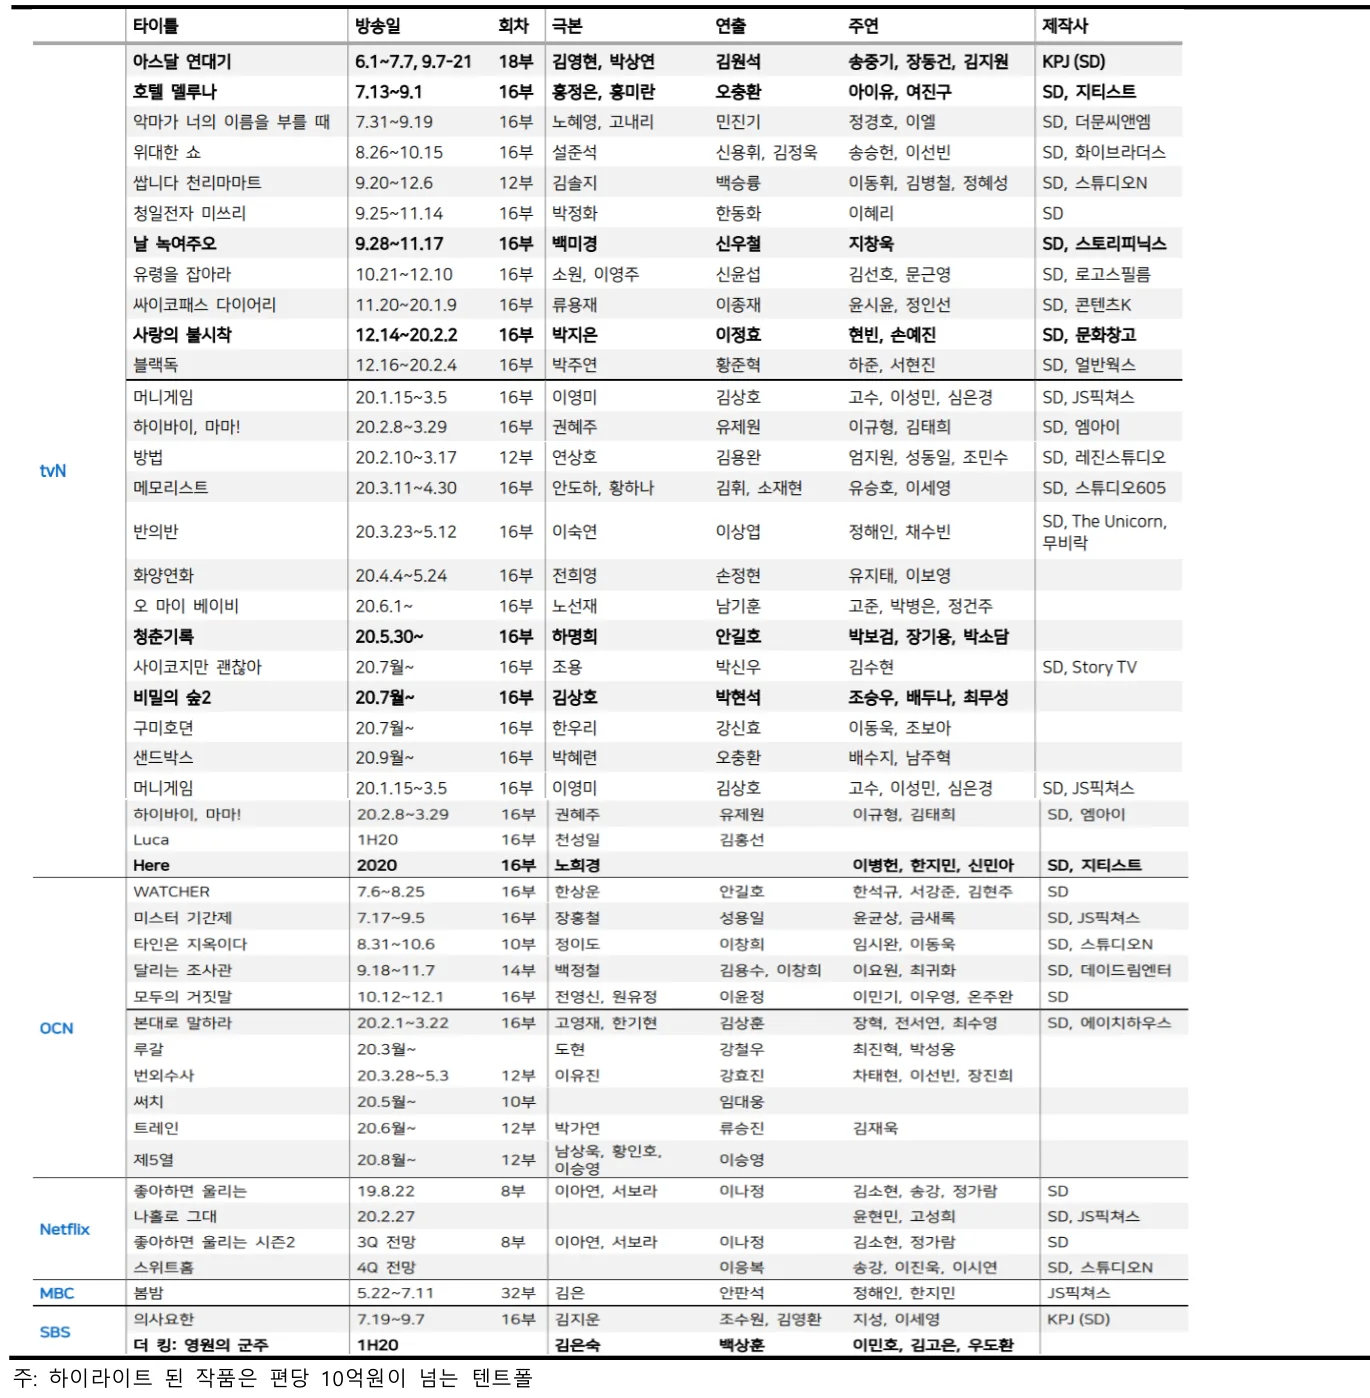 타이틀 방송일 회차 극본 연출 주연 제작사
아스달 연대기 6.1~7.7, 9.7-21 18부 김영현, 박상연 김원석 송중기, 장동건, 김지원 KPJ (SD)
호텔 델루나 7.13~9.1 16부 홍정은, 홍미란 오충환 아이유, 여진구 SD, 지티스트
악마가 너의 이름을 부를 때 7.31~9.19 16부 노혜영, 고내리 민진기 정경호, 이엘 SD, 더문씨앤엠
위대한 쇼 8.26~10.15 16부 설준석 신용휘, 김정욱 송승헌, 이선빈 SD, 화이브라더스
쌉니다 천리마마트 9.20~12.6 12부 김솔지 백승룡 이동휘, 김병철, 정혜성 SD, 스튜디오N
청일전자 미쓰리 9.25~11.14 16부 박정화 한동화 이혜리 SD
날 녹여주오 9.28~11.17 16부 백미경 신우철 지창욱 SD, 스토리피닉스
유령을 잡아라 10.21~12.10 16부 소원, 이영주 신윤섭 김선호, 문근영 SD, 로고스필름
싸이코패스 다이어리 11.20~20.1.9 16부 류용재 이종재 윤시윤, 정인선 SD, 콘텐츠K
사랑의 불시착 12.14~20.2.2 16부 박지은 이정효 현빈, 손예진 SD, 문화창고
블랙독 12.16~20.2.4 16부 박주연 황준혁 하준, 서현진 SD, 얼반웍스
머니게임 20.1.15~3.5 16부 이영미 김상호 고수, 이성민, 심은경 SD, JS픽쳐스
하이바이, 마마! 20.2.8~3.29 16부 권혜주 유제원 이규형, 김태희 SD, 엠아이
방법 20.2.10~3.17 12부 연상호 김용완 엄지원, 성동일, 조민수 SD, 레진스튜디오
tvN
메모리스트 20.3.11~4.30 16부 안도하, 황하나 김휘, 소재현 유승호, 이세영 SD, 스튜디오605
반의반 20.3.23~5.12 16부 이숙연 이상엽 정해인, 채수빈 SD, The Unicorn,
무비락
화양연화 20.4.4~5.24 16부 전희영 손정현 유지태, 이보영
오 마이 베이비 20.6.1~ 16부 노선재 남기훈 고준, 박병은, 정건주
청춘기록 20.5.30~ 16부 하명희 안길호 박보검, 장기용, 박소담
사이코지만 괜찮아 20.7월~ 16부 조용 박신우 김수현 SD, Story TV
비밀의 숲2 20.7월~ 16부 김상호 박현석 조승우, 배두나, 최무성
구미호뎐 20.7월~ 16부 한우리 강신효 이동욱, 조보아
샌드박스 20.9월~ 16부 박혜련 오충환 배수지, 남주혁
머니게임 20.1.15~3.5 16부 이영미 김상호 고수, 이성민, 심은경 SD, JS픽쳐스
하이바이, 마마! 20.2.8~3.29 16부 권혜주 유제원 이규형, 김태희 SD, 엠아이
Luca 1H20 16부 천성일 김홍선
Here 2020 16부 노희경 이병헌, 한지민, 신민아 SD, 지티스트
WATCHER 7.6~8.25 16부 한상운 안길호 한석규, 서강준, 김현주 SD
미스터 기간제 7.17~9.5 16부 장홍철 성용일 윤균상, 금새록 SD, JS픽쳐스
타인은 지옥이다 8.31~10.6 10부 정이도 이창희 임시완, 이동욱 SD, 스튜디오N
달리는 조사관 9.18~11.7 14부 백정철 김용수, 이창희 이요원, 최귀화 SD, 데이드림엔터
모두의 거짓말 10.12~12.1 16부 전영신, 원유정 이윤정 이민기, 이우영, 온주완 SD
OCN
본대로 말하라 20.2.1~3.22 16부 고영재, 한기현 김상훈 장혁, 전서연, 최수영 SD, 에이치하우스
루갈 20.3월~ 도현 강철우 최진혁, 박성웅
번외수사 20.3.28~5.3 12부 이유진 강효진 차태현, 이선빈, 장진희
써치 20.5월~ 10부 임대웅
트레인 20.6월~ 12부 박가연 류승진 김재욱
제5열 20.8월~ 12부 남상욱, 황인호,
이승영 이승영
좋아하면 울리는 19.8.22 8부 이아연, 서보라 이나정 김소현, 송강, 정가람 SD
나홀로 그대 20.2.27 윤현민, 고성희 SD, JS픽쳐스
Netflix
좋아하면 울리는 시즌2 3Q 전망 8부 이아연, 서보라 이나정 김소현, 정가람 SD
스위트홈 4Q 전망 이응복 송강, 이진욱, 이시연 SD, 스튜디오N
MBC 봄밤 5.22~7.11 32부 김은 안판석 정해인, 한지민 JS픽쳐스
의사요한 7.19~9.7 16부 김지운 조수원, 김영환 지성, 이세영 KPJ (SD)
SBS
더 킹: 영원의 군주 1H20 김은숙 백상훈 이민호, 김고은, 우도환
주: 하이라이트 된 작품은 편당 10억원이 넘는 텐트폴